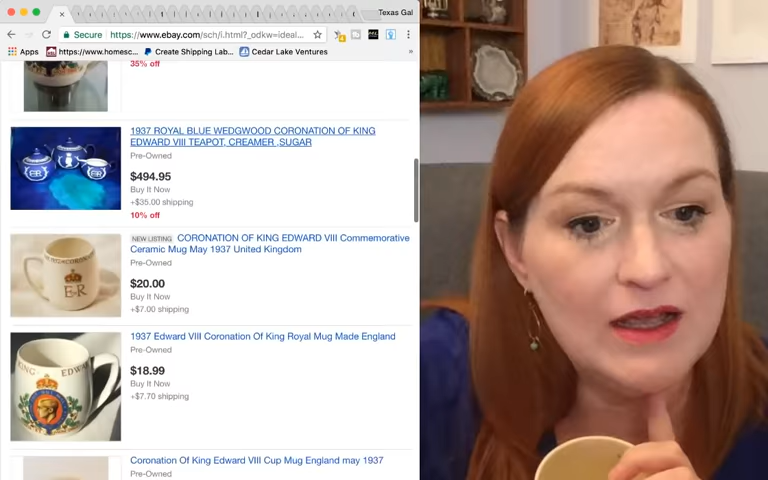 Texas Gal
Secure
https://www.ebay.com/sch/i.html?_odkw=ideal...
Apps
https://www.homesc...
Create Shipping Lab...
Cedar Lake Ventures
»
35% off
1937 ROYAL BLUE WEDGWOOD CORONATION OF KING
EDWARD VIII TEAPOT, CREAMER ,SUGAR
Pre-Owned
$494.95
Buy It Now
+$35.00 shipping
10% off
NEW LISTING CORONATION OF KING EDWARD VIII Commemorative
Ceramic Mug May 1937 United Kingdom
Pre-Owned
$20.00
Buy It Now
+$7.00 shipping
1937 Edward VIII Coronation Of King Royal Mug Made England
Pre-Owned
$18.99
Buy It Now
+$7.70 shipping
KING EDWA
Coronation Of King Edward VIII Cup Mug England may 1937
Pre-Owned